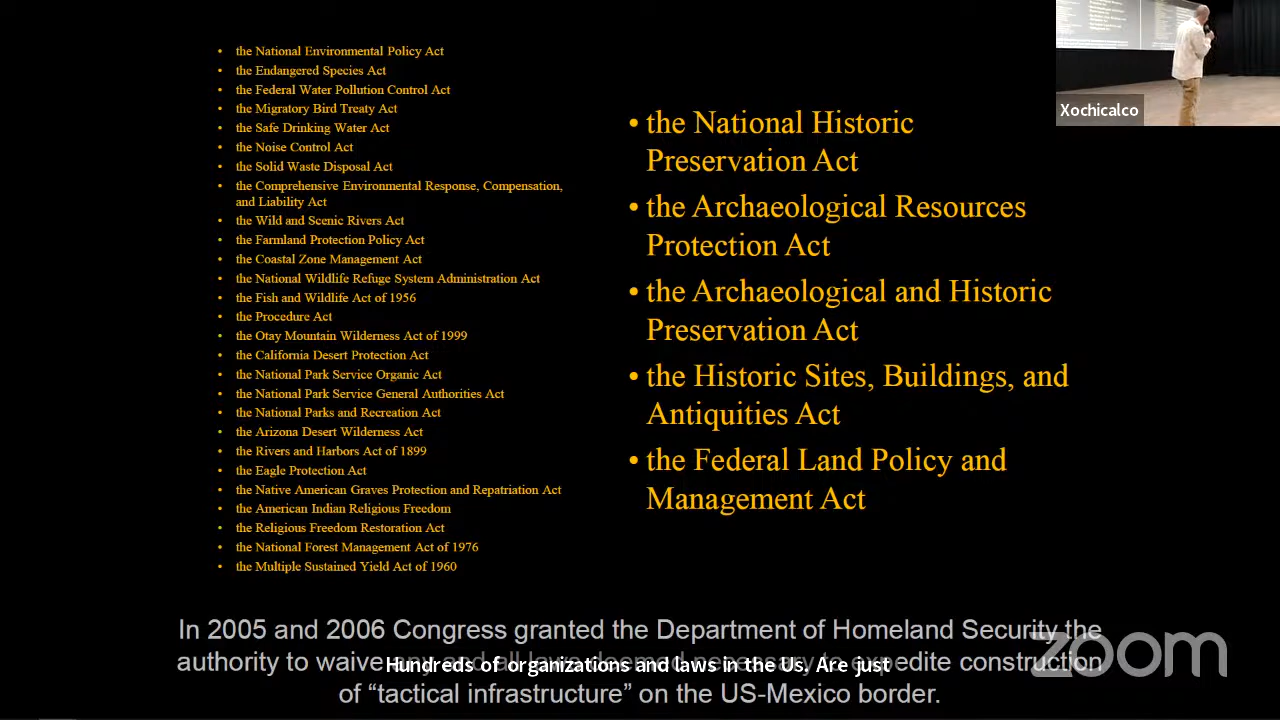 • the National Environmental Policy Act
• the Endangered Species Act
• the Federal Water Pollution Control Act
• the Migratory Bird Treaty Act
• the Safe Drinking Water Act
• the Noise Control Act
• the Solid Waste Disposal Act
• the Comprehensive Environmental Response, Compensation,
and Liability Act
• the Wild and Scenic Rivers Act
• the Farmland Protection Policy Act
• the Coastal Zone Management Act
• the National Wildlife Refuge System Administration Act
• the Fish and Wildlife Act of 1956
• the Procedure Act
• the Otay Mountain Wilderness Act of 1999
• the California Desert Protection Act
• the National Park Service Organic Act
• the National Park Service General Authorities Act
• the National Parks and Recreation Act
• the Arizona Desert Wilderness Act
• the Rivers and Harbors Act of 1899
• the Eagle Protection Act
• the Native American Graves Protection and Repatriation Act
• the American Indian Religious Freedom
• the Religious Freedom Restoration Act
• the National Forest Management Act of 1976
• the Multiple Sustained Yield Act of 1960
• the National Historic
Preservation Act
• the Archaeological Resources
Protection Act
• the Archaeological and Historic
Preservation Act
• the Historic Sites, Buildings, and
Antiquities Act
• the Federal Land Policy and
Management Act
Xochicalco
In 2005 and 2006 Congress granted the Department of Homeland Security the
authority to waive all laws deemed necessary to expedite construction
of “tactical infrastructure” on the US-Mexico border.
Hundreds of organizations and laws in the Us. Are just
zoom